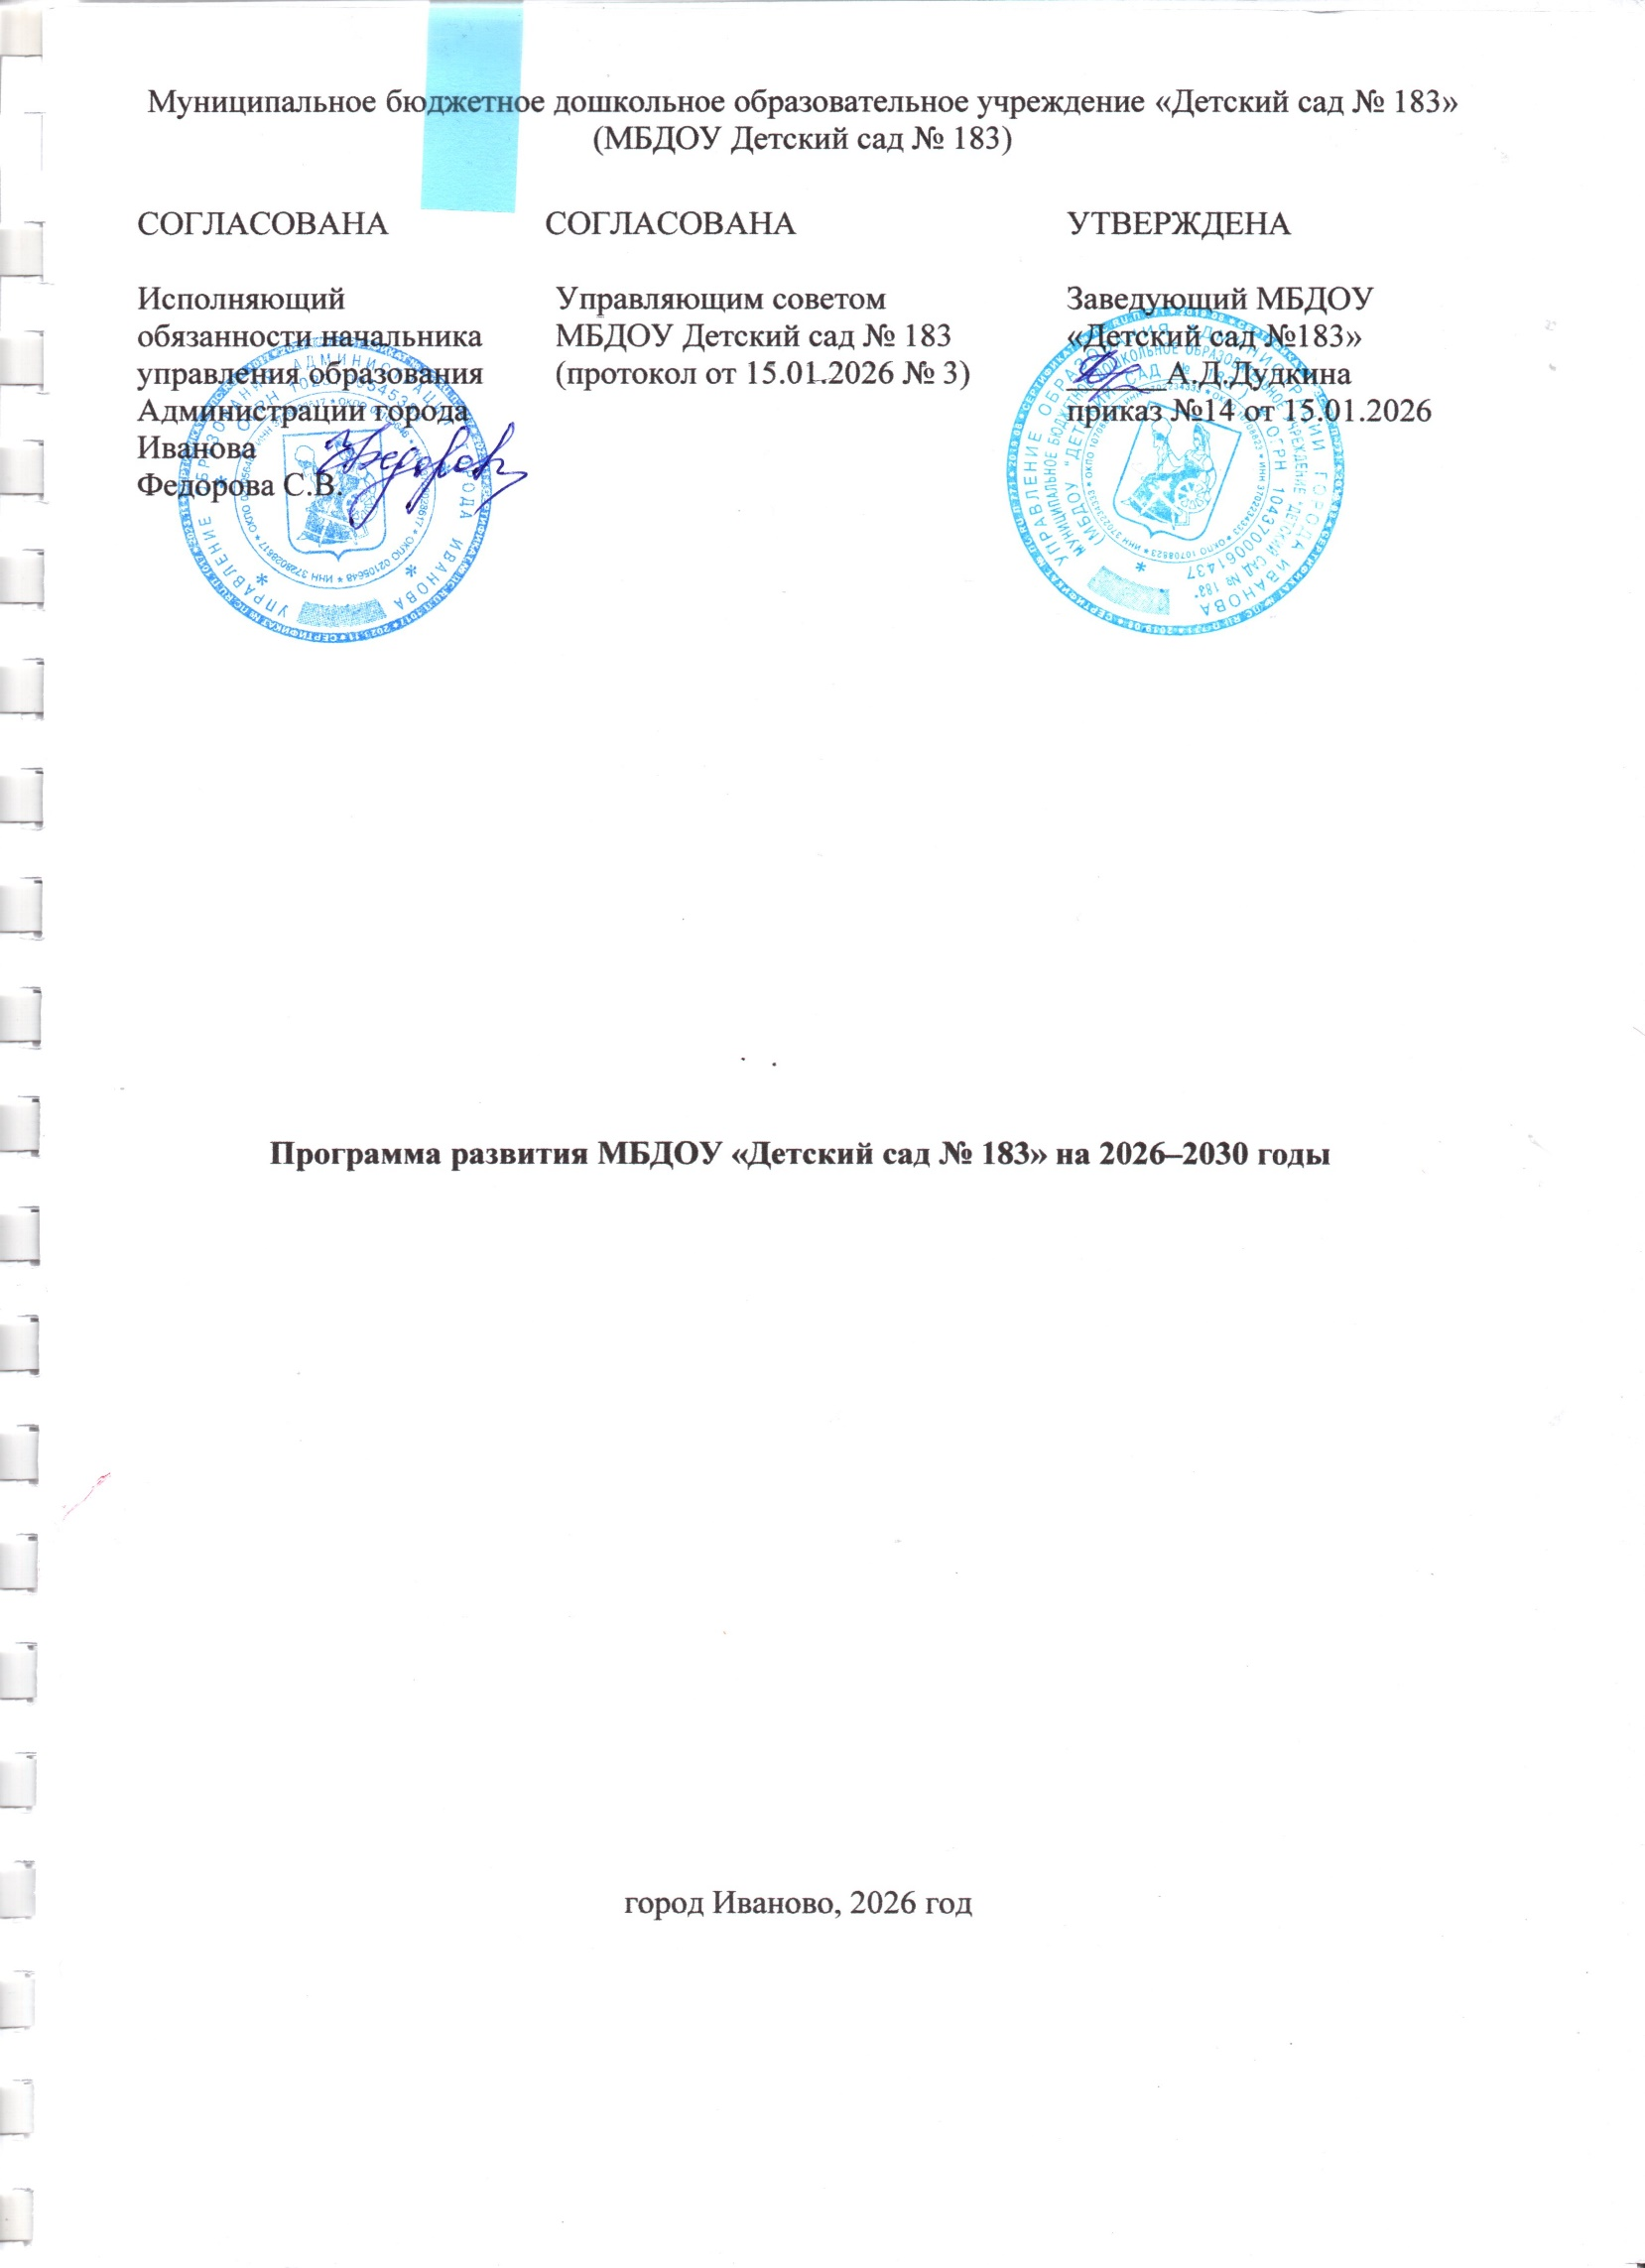 Муниципальное бюджетное дошкольное образовательное учреждение «Детский сад № 183»
(МБДОУ Детский сад № 183)
СОГЛАСОВАНА
Исполняющий
обязанности начальника
управления образования
Администрации города
Иванова
Федорова С.В.
СОГЛАСОВАНА
Управляющим советом
МБДОУ Детский сад № 183
(протокол от 15.01.2026 № 3)
УТВЕРЖДЕНА
Заведующий МБДОУ
«Детский сад №183»
______ А.Д.Дудкина
приказ №14 от 15.01.2026
Программа развития МБДОУ «Детский сад № 183» на 2026–2030 годы
город Иваново, 2026 год